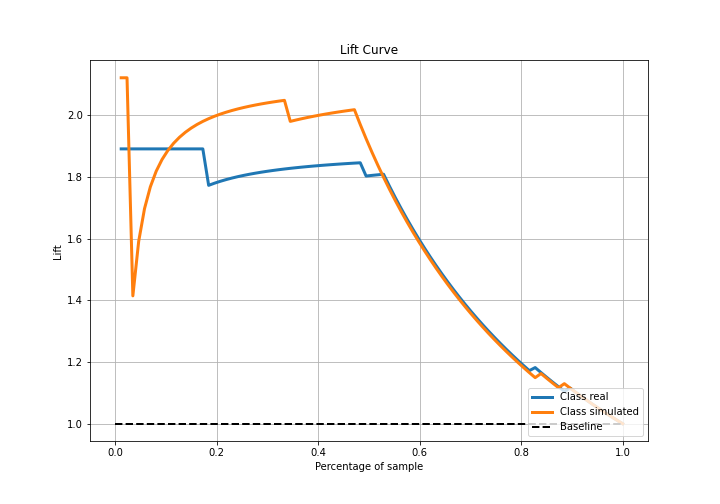 Lift Curve
Lift
2.0
1.8
1.6
1.4
1.2
1.0
0.0 0.2 0.4 0.6 0.8 1.0
Percentage of sample
Class real
Class simulated
Baseline